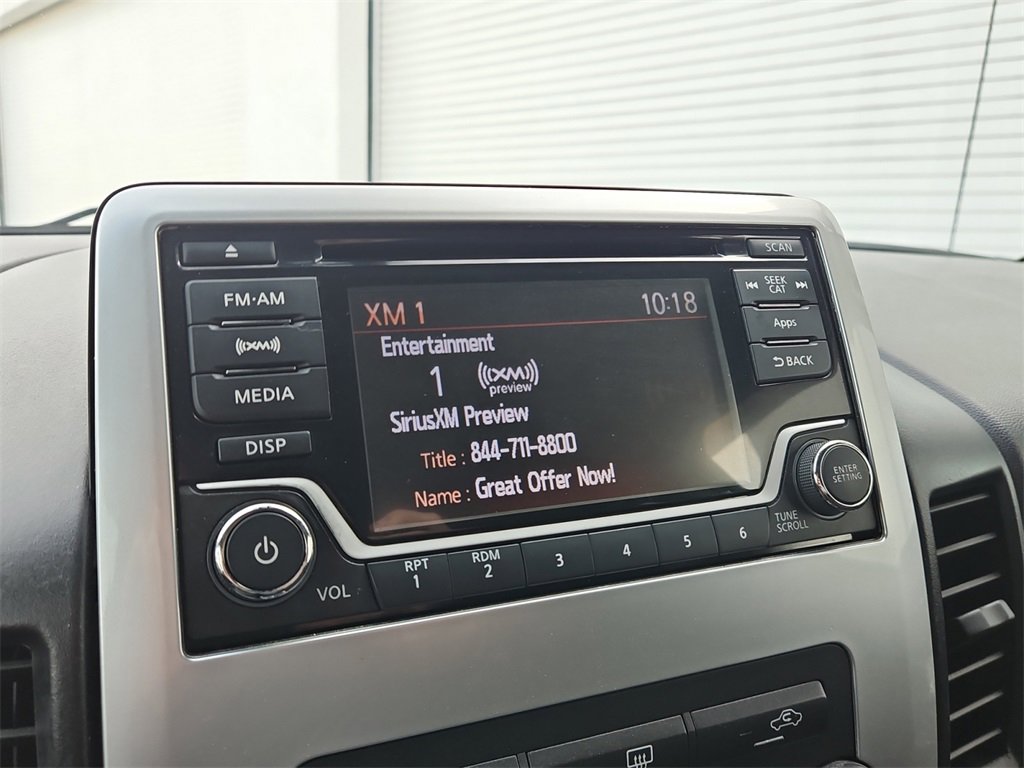 SCAN
FM·AM
XM
MEDIA
DISP
XM 1 10:18
Entertainment
1 XM
preview
SiriusXM Preview
Title : 844-711-8800
Name : Great Offer Now!
SEEK
CAT
Apps
BACK
ENTER
SETTING
TUNE
SCROLL
VOL
RPT
1
RDM
2
3
4
5
6